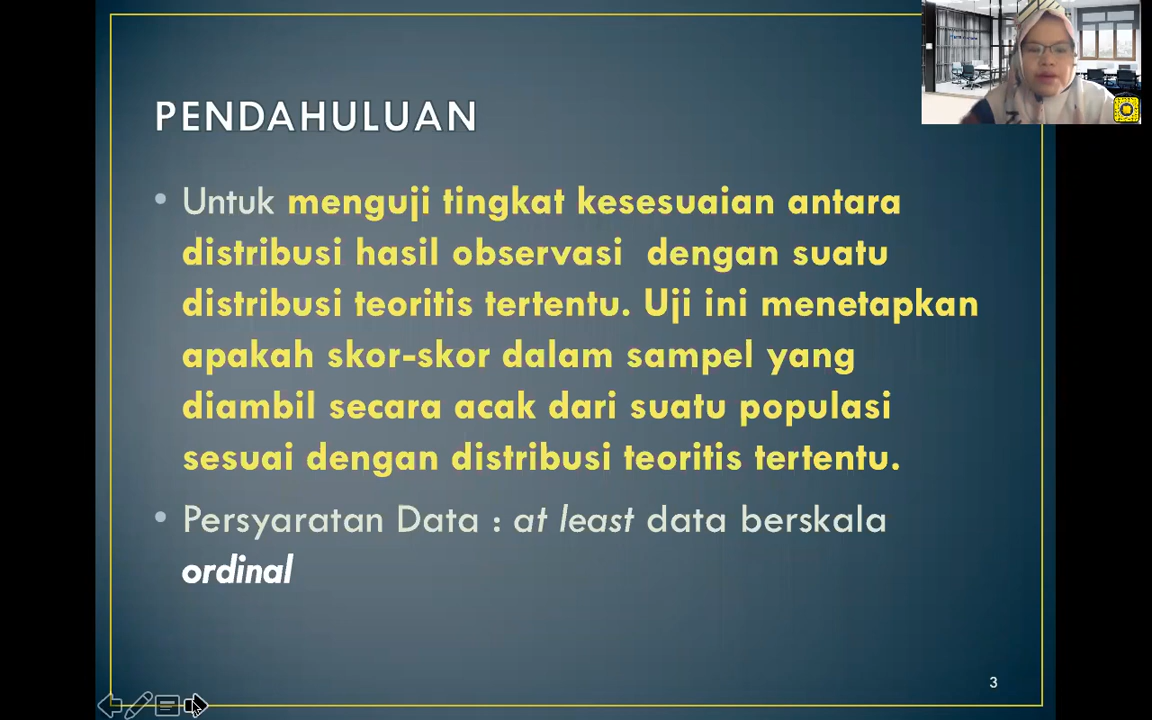 PENDAHULUAN
• Untuk menguji tingkat kesesuaian antara
distribusi hasil observasi dengan suatu
distribusi teoritis tertentu. Uji ini menetapkan
apakah skor-skor dalam sampel yang
diambil secara acak dari suatu populasi
sesuai dengan distribusi teoritis tertentu.
• Persyaratan Data : at least data berskala
ordinal
3